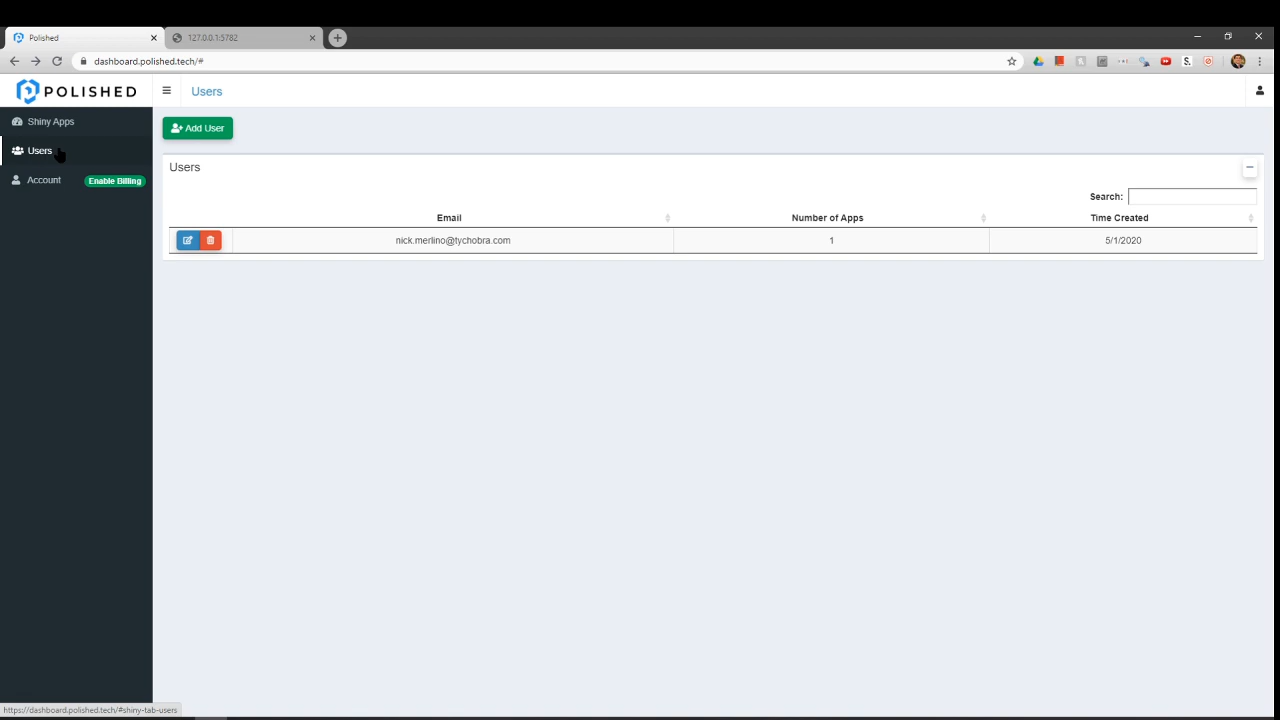 Polished
127.0.0.1:5782
dashboard.polished.tech/#
POLISHED
Users
Shiny Apps
Users
Account
Enable Billing
Add User
Users
Search:
Email
Number of Apps
Time Created
nick.merlino@tychobra.com
1
5/1/2020
https://dashboard.polished.tech/#shiny-tab-users